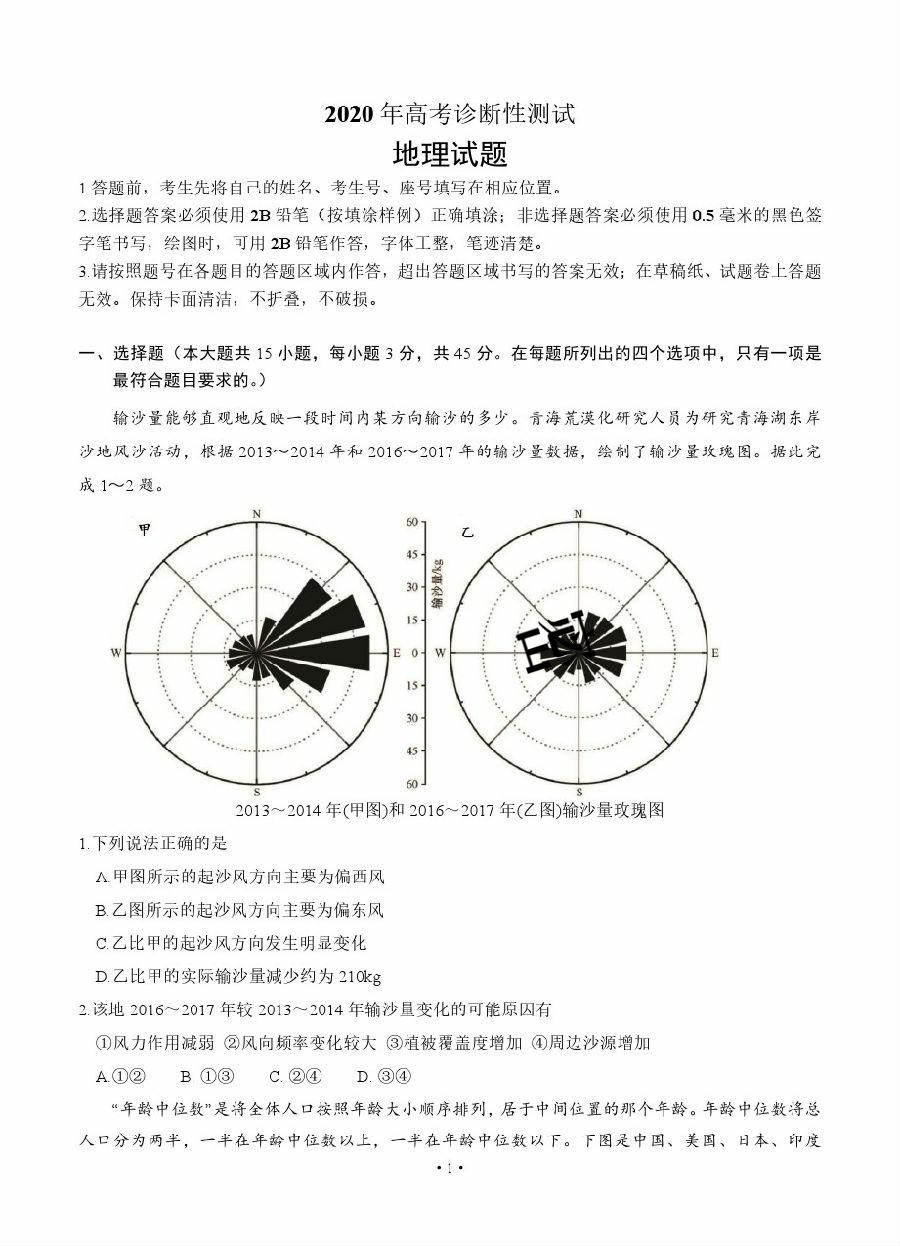 2020 年高考诊断性测试
地理试题
1 答题前，考生先将自己的姓名、考生号、座号填写在相应位置。
2.选择题答案必须使用 2B 铅笔（按填涂样例）正确填涂；非选择题答案必须使用 0.5 毫米的黑色签
字笔书写，绘图时，可用 2B 铅笔作答，字体工整，笔迹清楚。
3.请按照题号在各题目的答题区域内作答，超出答题区域书写的答案无效；在草稿纸、试题卷上答题
无效。保持卡面清洁，不折叠，不破损。
一、选择题（本大题共 15 小题，每小题 3 分，共 45 分。在每题所列出的四个选项中，只有一项是
最符合题目要求的。）
输沙量能够直观地反映一段时间内某方向输沙的多少。青海荒漠化研究人员为研究青海湖东岸
沙地风沙活动，根据 2013～2014 年和 2016～2017 年的输沙量数据，绘制了输沙量玫瑰图。据此完
成 1～2 题。
甲
N
W
E
S
60
45
30
15
0
15
30
45
60
输沙量/kg
乙
N
W
E
S
2013～2014 年(甲图)和 2016～2017 年(乙图)输沙量玫瑰图
1.下列说法正确的是
A.甲图所示的起沙风方向主要为偏西风
B.乙图所示的起沙风方向主要为偏东风
C.乙比甲的起沙风方向发生明显变化
D.乙比甲的实际输沙量减少约为 210kg
2.该地 2016～2017 年较 2013～2014 年输沙量变化的可能原因有
①风力作用减弱 ②风向频率变化较大 ③植被覆盖度增加 ④周边沙源增加
A.①② B ①③ C. ②④ D. ③④
“年龄中位数”是将全体人口按照年龄大小顺序排列，居于中间位置的那个年龄。年龄中位数将总
人口分为两半，一半在年龄中位数以上，一半在年龄中位数以下。下图是中国、美国、日本、印度
·1·